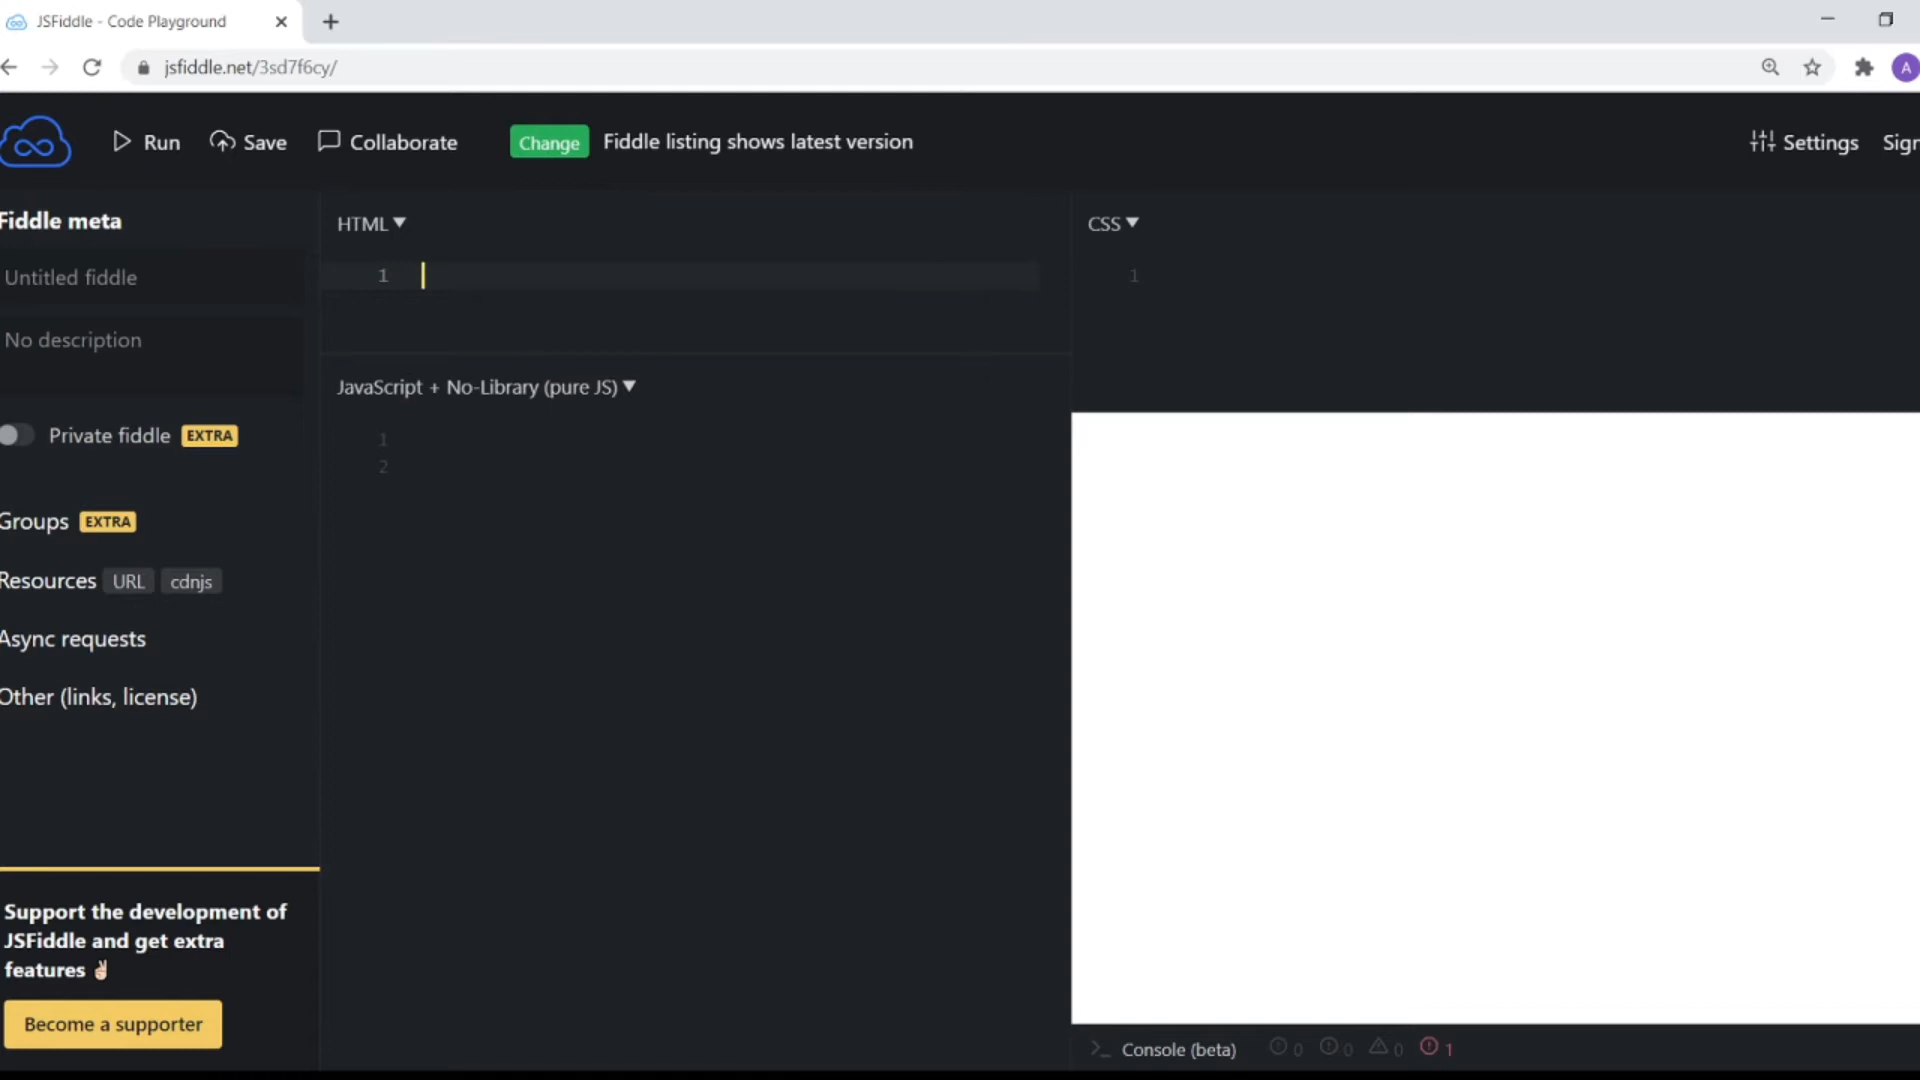 JSFiddle - Code Playground
jsfiddle.net/3sd7f6cy/
A
Run
Save
Collaborate
Change
Fiddle listing shows latest version
Settings
Sign
Fiddle meta
Untitled fiddle
No description
Private fiddle EXTRA
Groups EXTRA
Resources URL cdnjs
Async requests
Other (links, license)
Support the development of
JSFiddle and get extra
features ✌🏻
Become a supporter
HTML▼
1
JavaScript + No-Library (pure JS)▼
1
2
CSS▼
1
>_ Console (beta) 0 0 0 1